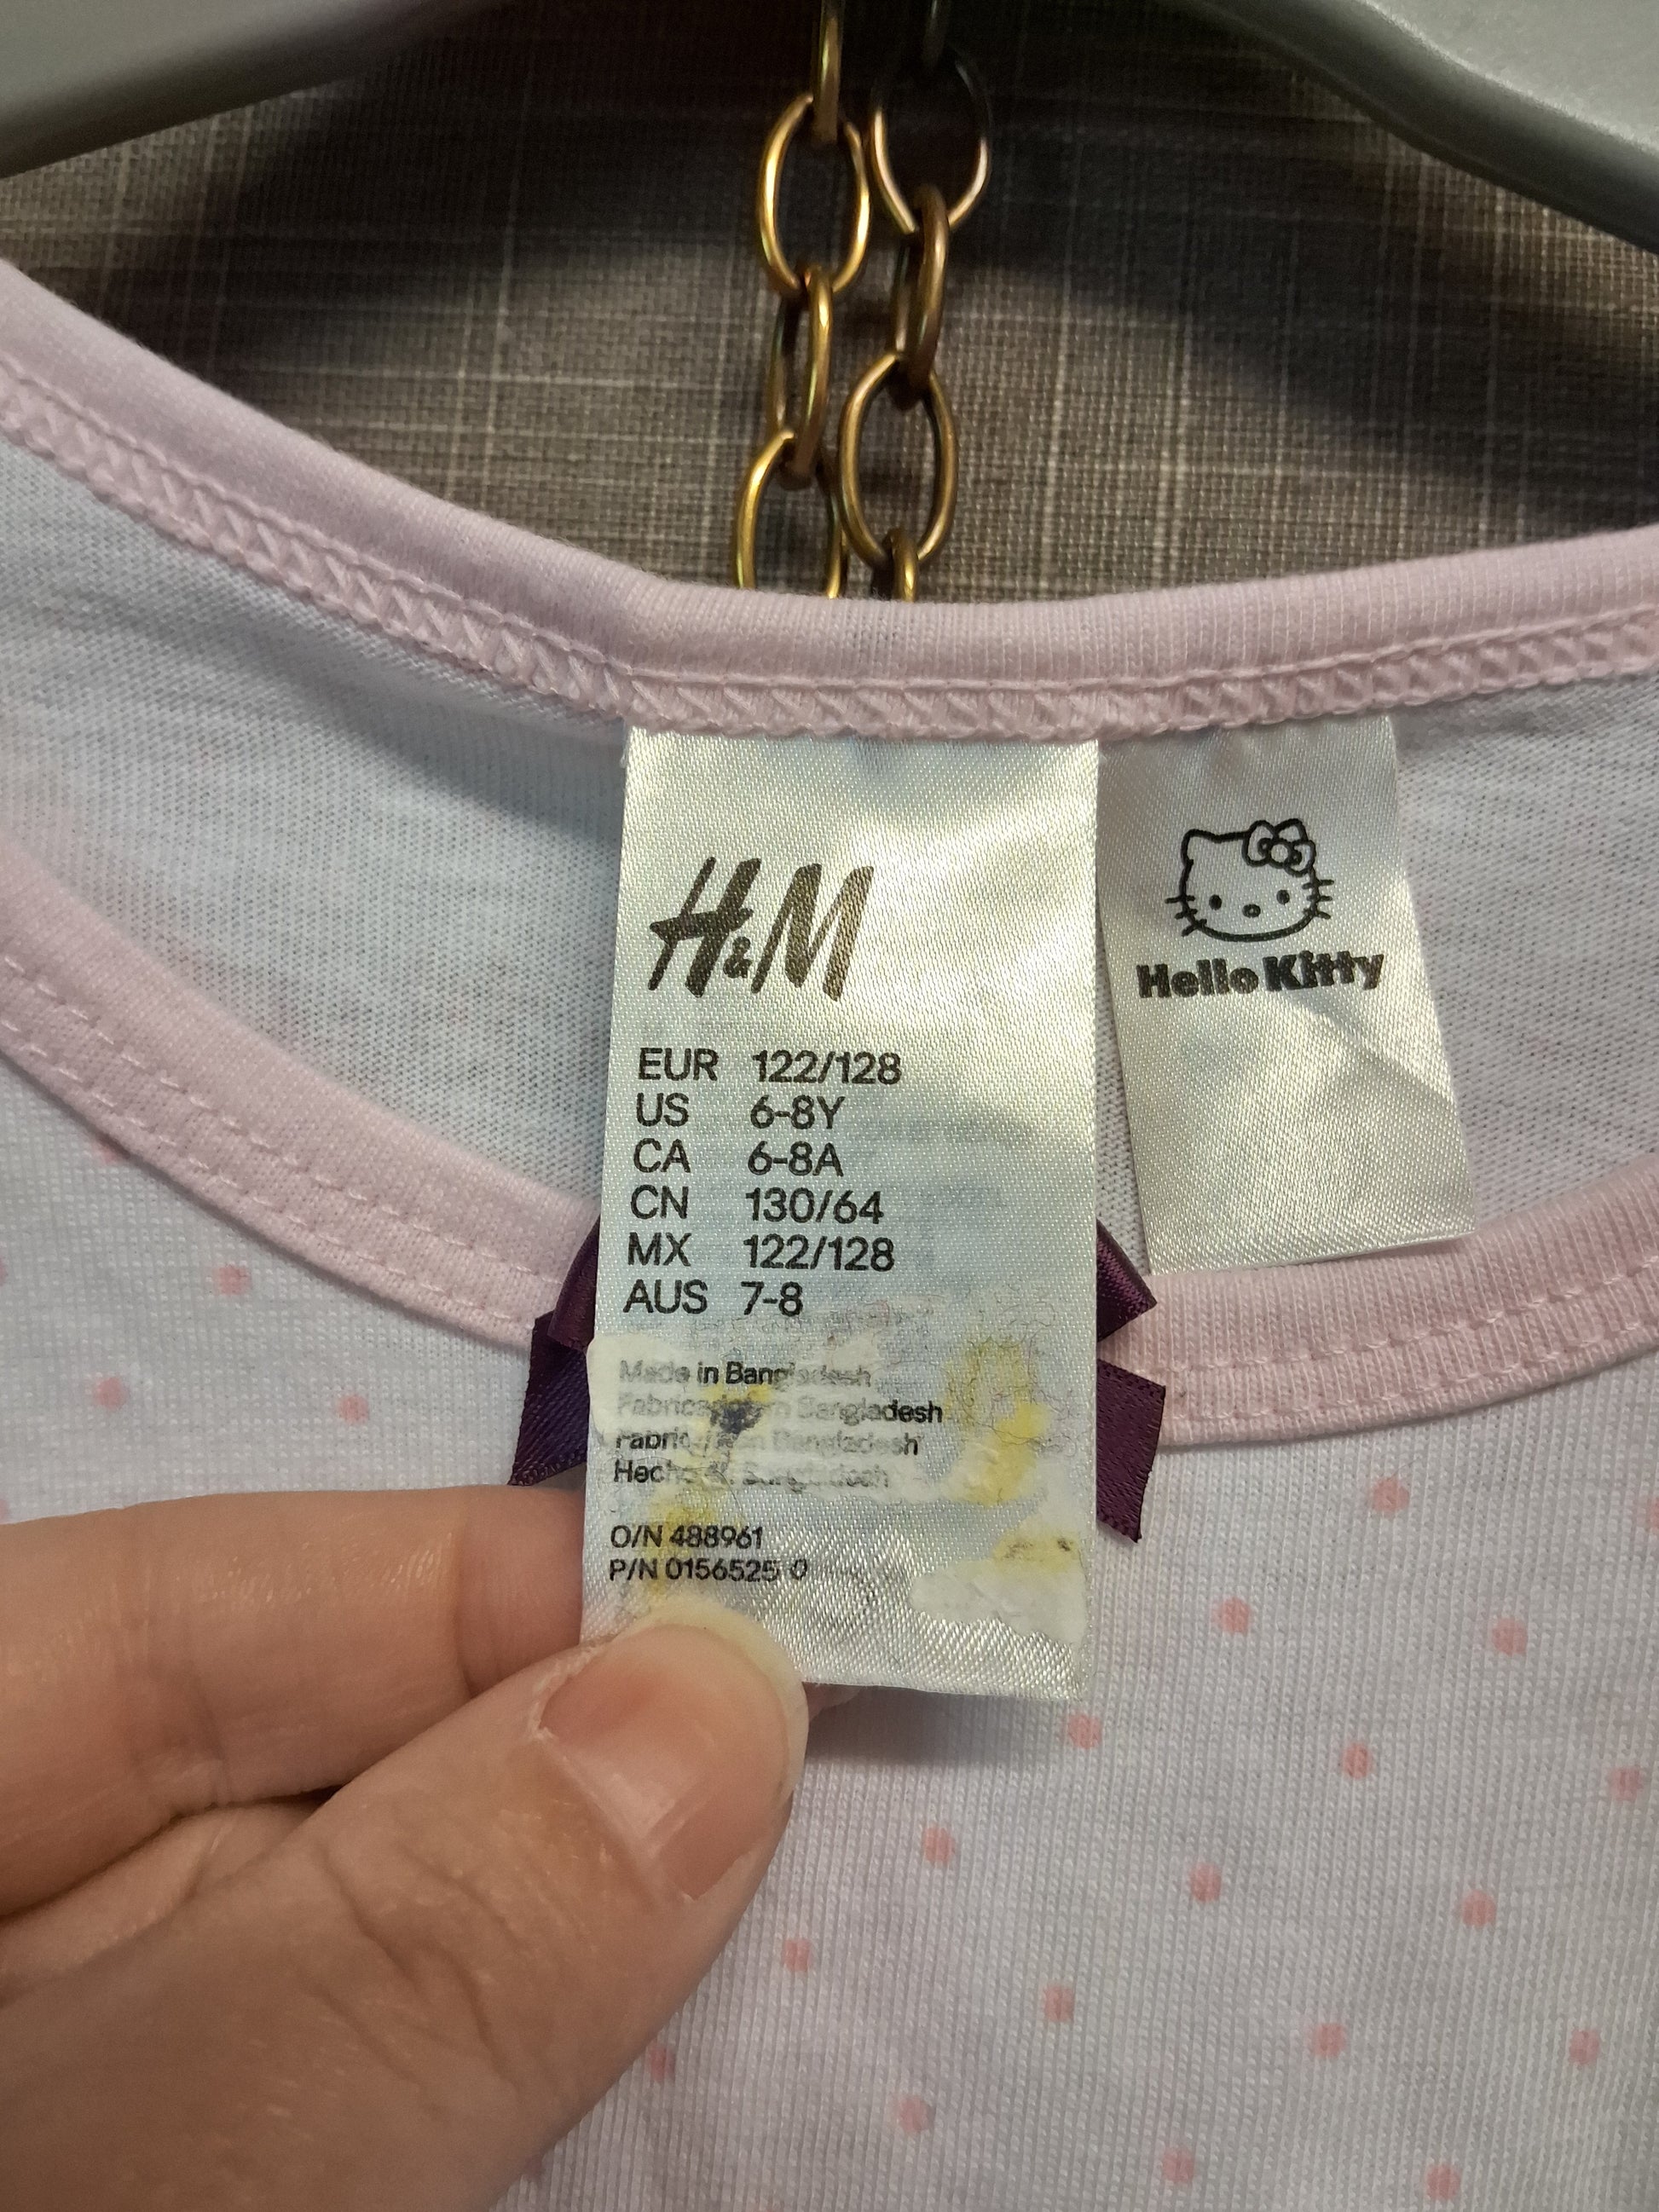 H&M
EUR 122/128
US 6-8Y
CA 6-8A
CN 130/64
MX 122/128
AUS 7-8
Made in Bangladesh
Bangladesh
Bangladesh
Bangladesh
O/N 488961
P/N 0156525 0
Hello Kitty